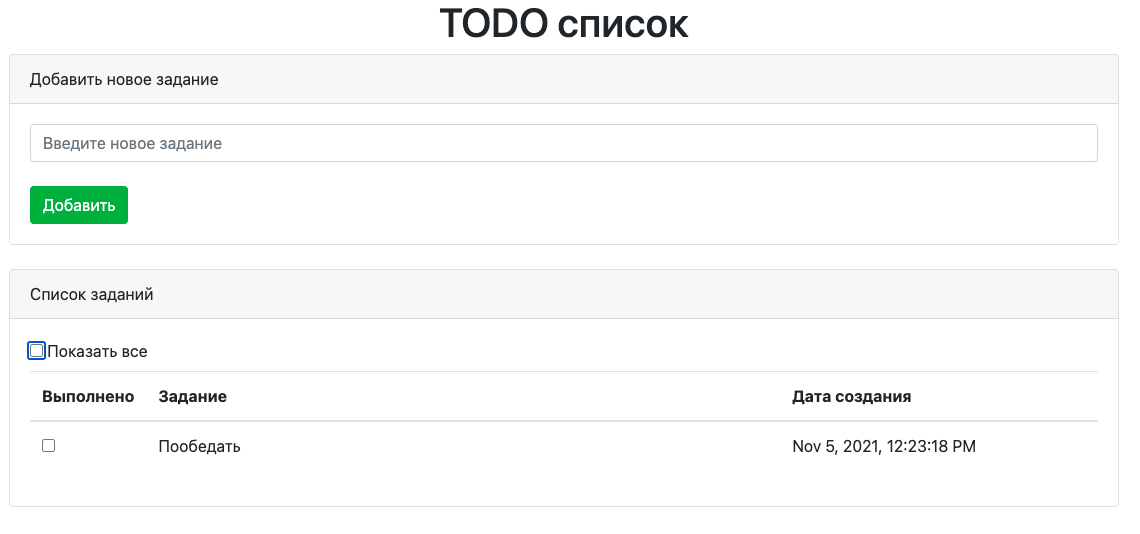 TODO список
Добавить новое задание
Введите новое задание
Добавить
Список заданий
Показать все
Выполнено Задание Дата создания
Пообедать Nov 5, 2021, 12:23:18 PM